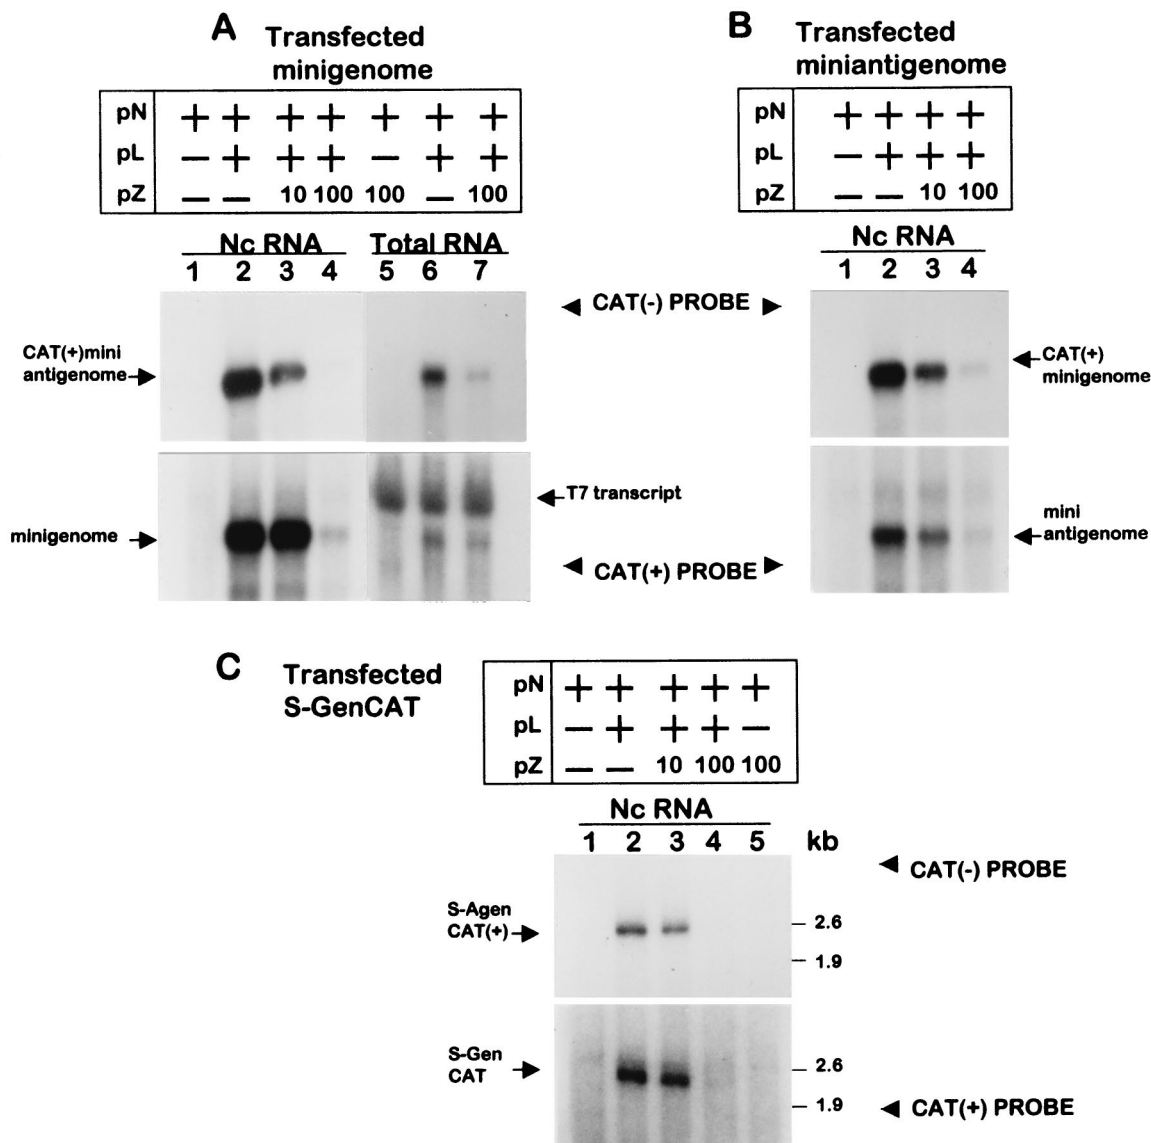 A Transfected
minigenome
pN + + + + + + +
pL — + + + — + +
pZ — — 10 100 100 — 100
Nc RNA Total RNA
1 2 3 4 5 6 7
CAT(+)mini
antigenome
minigenome
T7 transcript
CAT(-) PROBE
CAT(+) PROBE
B Transfected
miniantigenome
pN + + + +
pL — + + +
pZ — — 10 100
Nc RNA
1 2 3 4
CAT(+)
minigenome
mini
antigenome
C Transfected
S-GenCAT
pN + + + + +
pL — + + + —
pZ — — 10 100 100
Nc RNA
1 2 3 4 5 kb
CAT(-) PROBE
S-Agen
CAT(+)
2.6
1.9
S-Gen
CAT
2.6
1.9
CAT(+) PROBE